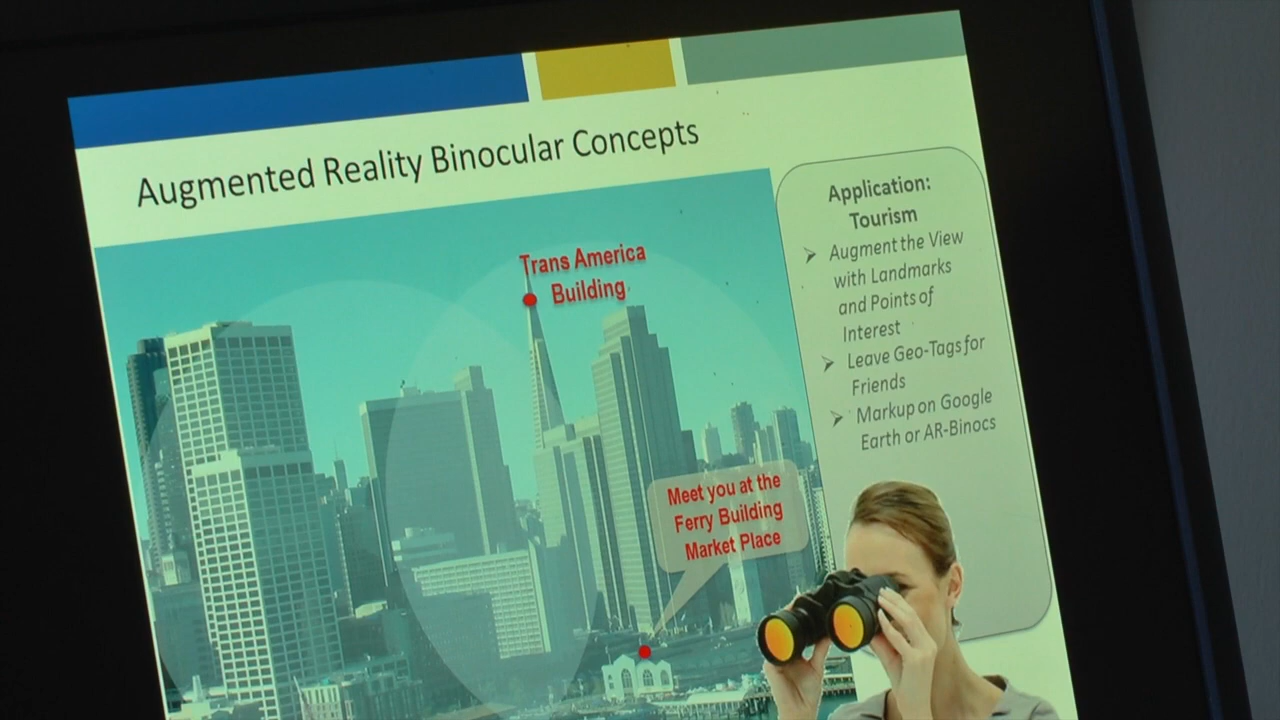 Augmented Reality Binocular Concepts
Trans America
Building
Meet you at the
Ferry Building
Market Place
Application:
Tourism
Augment the View
with Landmarks
and Points of
Interest
Leave Geo-Tags for
Friends
Markup on Google
Earth or AR-Binocs